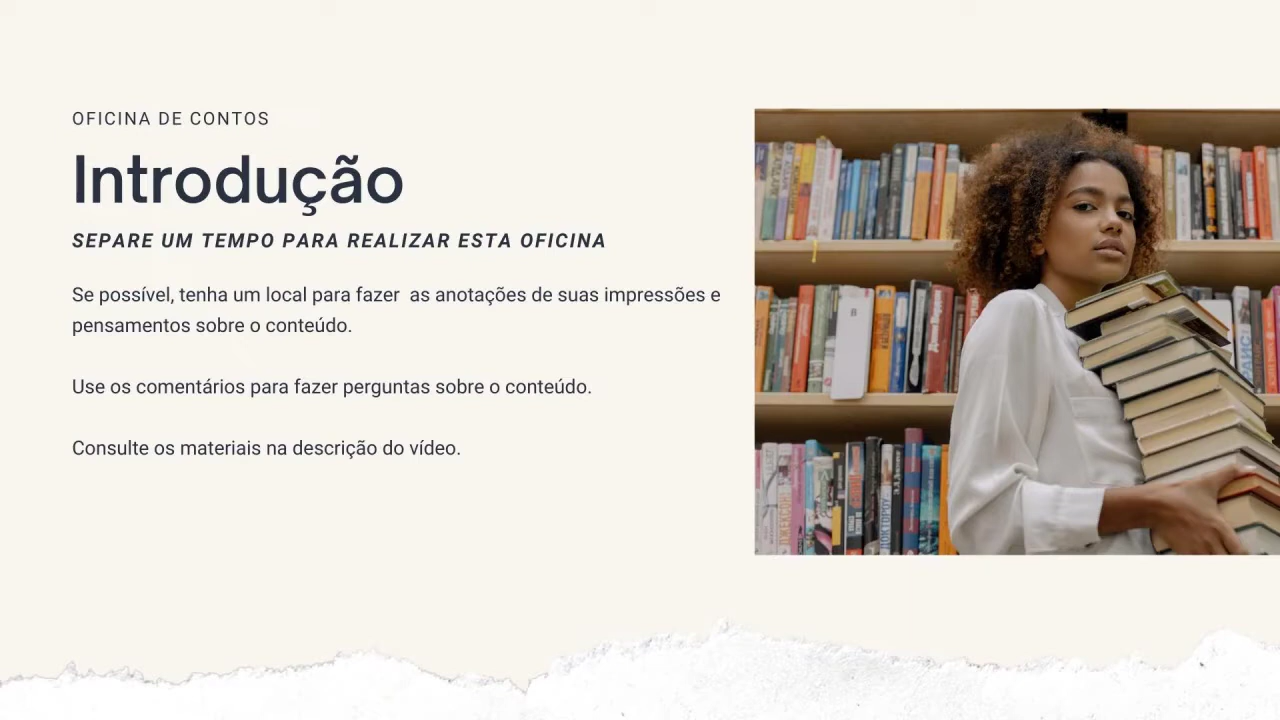 OFICINA DE CONTOS
Introdução
SEPARE UM TEMPO PARA REALIZAR ESTA OFICINA
Se possível, tenha um local para fazer  as anotações de suas impressões e
pensamentos sobre o conteúdo.
Use os comentários para fazer perguntas sobre o conteúdo.
Consulte os materiais na descrição do vídeo.